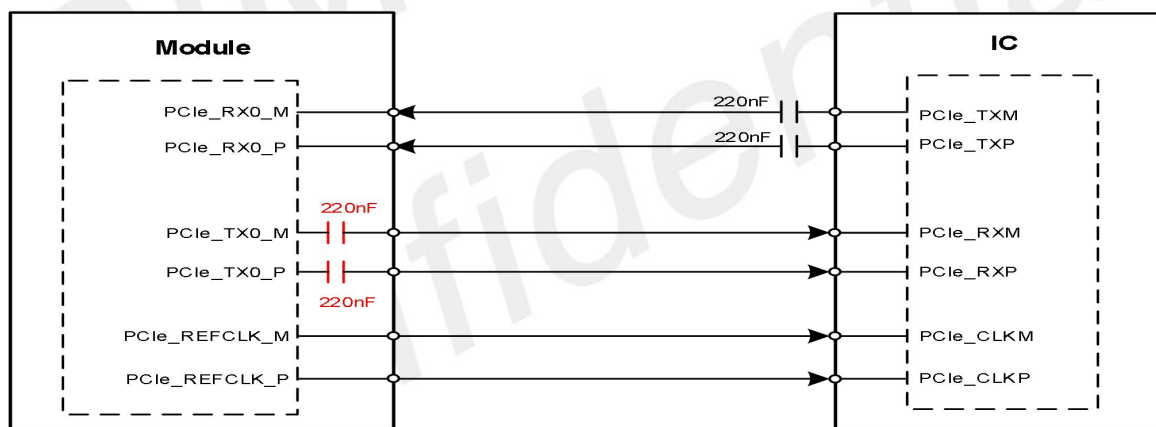 Module
IC
PCIe_RX0_M
220nF
PCIe_TXM
PCIe_RX0_P
220nF
PCIe_TXP
220nF
PCIe_TX0_M
PCIe_RXM
PCIe_TX0_P
PCIe_RXP
220nF
PCIe_REFCLK_M
PCIe_CLKM
PCIe_REFCLK_P
PCIe_CLKP